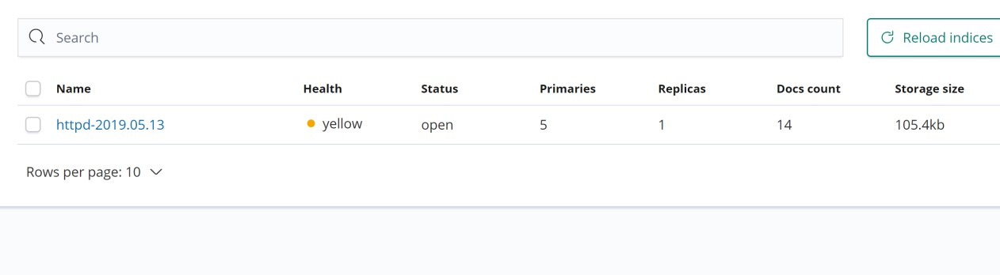 Search Reload indices
Name Health Status Primaries Replicas Docs count Storage size
httpd-2019.05.13 yellow open 5 1 14 105.4kb
Rows per page: 10